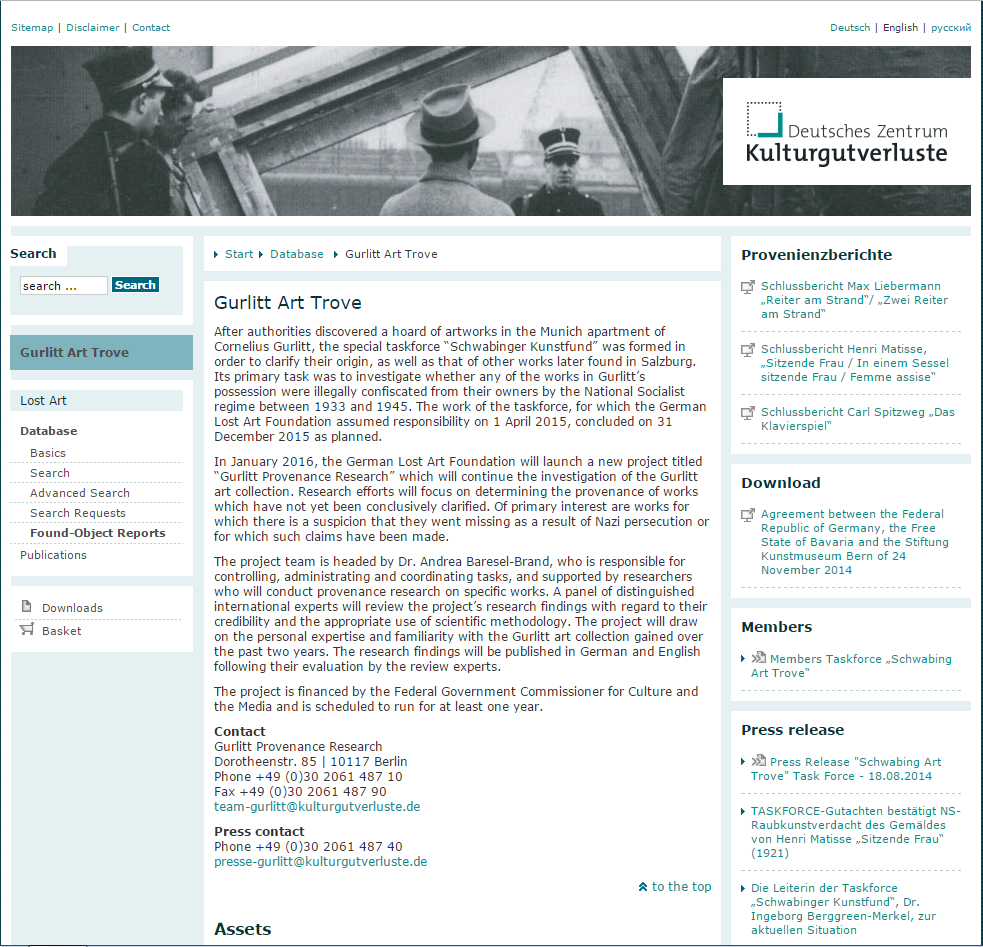 Sitemap | Disclaimer | Contact
Deutsch | English | русский
Deutsches Zentrum
Kulturgutverluste
Search
search ...
Search
Gurlitt Art Trove
Lost Art
Database
Basics
Search
Advanced Search
Search Requests
Found-Object Reports
Publications
Downloads
Basket
Start Database Gurlitt Art Trove
Gurlitt Art Trove
After authorities discovered a hoard of artworks in the Munich apartment of
Cornelius Gurlitt, the special taskforce “Schwabinger Kunstfund” was formed in
order to clarify their origin, as well as that of other works later found in Salzburg.
Its primary task was to investigate whether any of the works in Gurlitt’s
possession were illegally confiscated from their owners by the National Socialist
regime between 1933 and 1945. The work of the taskforce, for which the German
Lost Art Foundation assumed responsibility on 1 April 2015, concluded on 31
December 2015 as planned.
In January 2016, the German Lost Art Foundation will launch a new project titled
“Gurlitt Provenance Research” which will continue the investigation of the Gurlitt
art collection. Research efforts will focus on determining the provenance of works
which have not yet been conclusively clarified. Of primary interest are works for
which there is a suspicion that they went missing as a result of Nazi persecution or
for which such claims have been made.
The project team is headed by Dr. Andrea Baresel-Brand, who is responsible for
controlling, administrating and coordinating tasks, and supported by researchers
who will conduct provenance research on specific works. A panel of distinguished
international experts will review the project’s research findings with regard to their
credibility and the appropriate use of scientific methodology. The project will draw
on the personal expertise and familiarity with the Gurlitt art collection gained over
the past two years. The research findings will be published in German and English
following their evaluation by the review experts.
The project is financed by the Federal Government Commissioner for Culture and
the Media and is scheduled to run for at least one year.
Contact
Gurlitt Provenance Research
Dorotheenstr. 85 | 10117 Berlin
Phone +49 (0)30 2061 487 10
Fax +49 (0)30 2061 487 90
team-gurlitt@kulturgutverluste.de
Press contact
Phone +49 (0)30 2061 487 40
presse-gurlitt@kulturgutverluste.de
to the top
Assets
Provenienzberichte
Schlussbericht Max Liebermann
„Reiter am Strand“/ „Zwei Reiter
am Strand“
Schlussbericht Henri Matisse,
„Sitzende Frau / In einem Sessel
sitzende Frau / Femme assise“
Schlussbericht Carl Spitzweg „Das
Klavierspiel“
Download
Agreement between the Federal
Republic of Germany, the Free
State of Bavaria and the Stiftung
Kunstmuseum Bern of 24
November 2014
Members
Members Taskforce „Schwabing
Art Trove“
Press release
Press Release "Schwabing Art
Trove" Task Force - 18.08.2014
TASKFORCE-Gutachten bestätigt NS-
Raubkunstverdacht des Gemäldes
von Henri Matisse „Sitzende Frau“
(1921)
Die Leiterin der Taskforce
„Schwabinger Kunstfund“, Dr.
Ingeborg Berggreen-Merkel, zur
aktuellen Situation